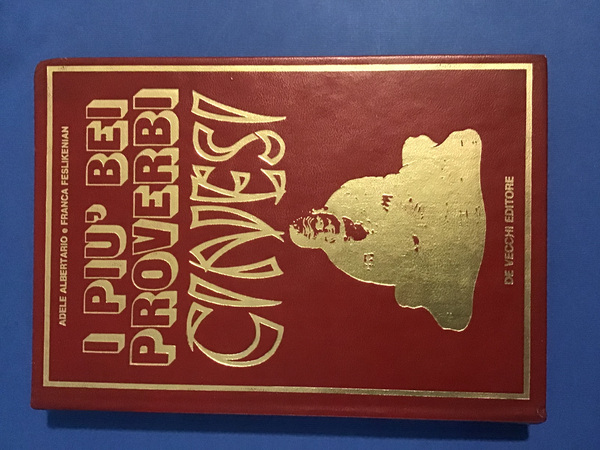 ADELE ALBERTARIO e FRANCA FESLIKENIAN
I PIU' BEI
PROVERBI
CINESI
DE VECCHI EDITORE